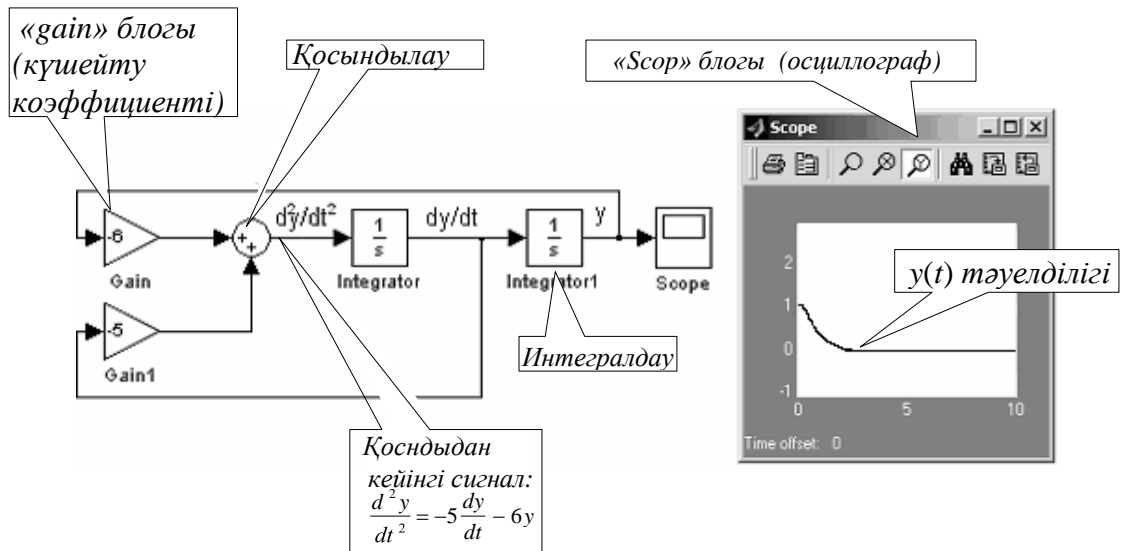 «gain» блогы
(күшейту
коэффициенті)
Қосындылау
«Scop» блогы (осциллограф)
Scope
d²y/dt²
dy/dt
y
-6
Gain
+
+
1
s
Integrator
1
s
Integrator1
Scope
-5
Gain1
Интегралдау
y(t) тәуелділігі
2
1
0
-1
0
5
10
Time offset: 0
Қосндыдан
кейінгі сигнал:
d²y/dt² = -5 dy/dt - 6y